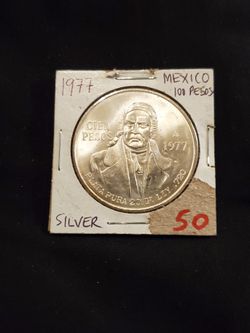 1977
MEXICO
100 PESOS
CIEN
PESOS
1977
PLATA PURA 20 GR. LEY .720
SILVER
50